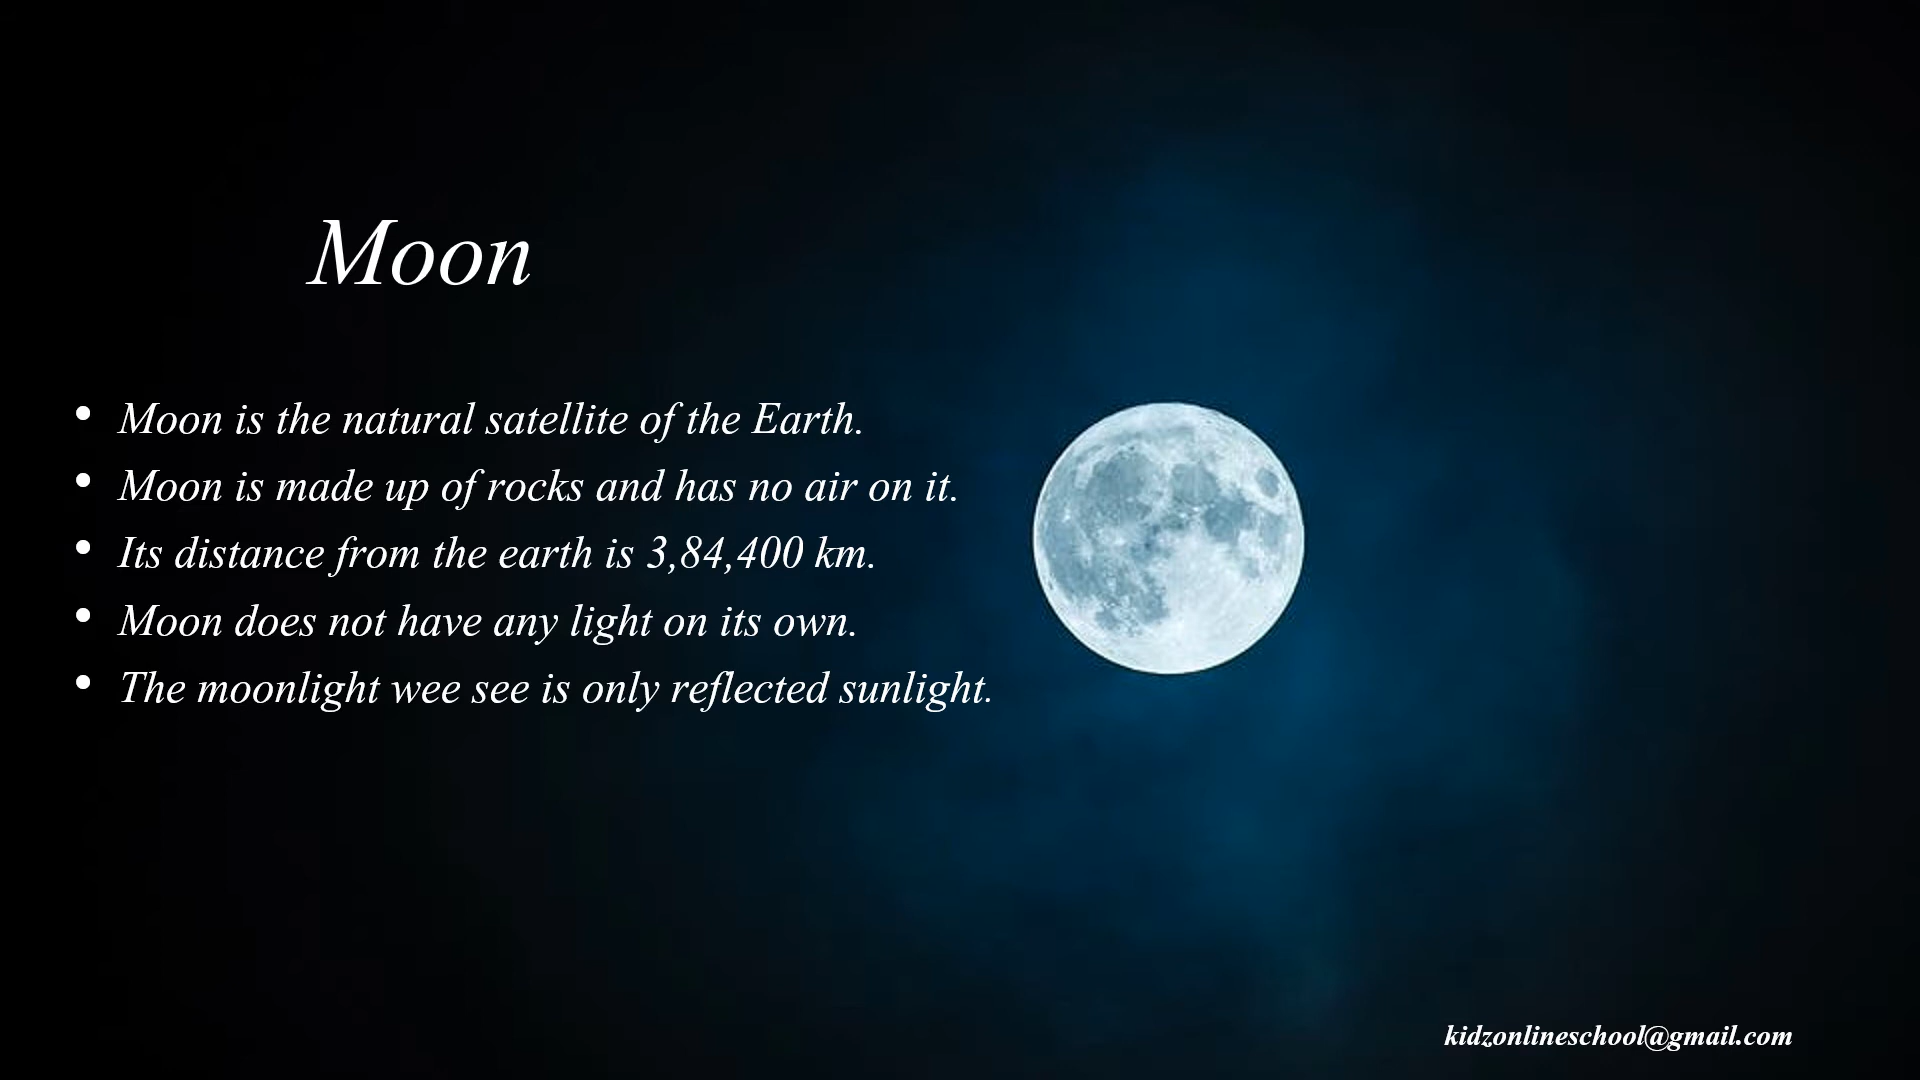 Moon
• Moon is the natural satellite of the Earth.
• Moon is made up of rocks and has no air on it.
• Its distance from the earth is 3,84,400 km.
• Moon does not have any light on its own.
• The moonlight wee see is only reflected sunlight.
kidzonlineschool@gmail.com